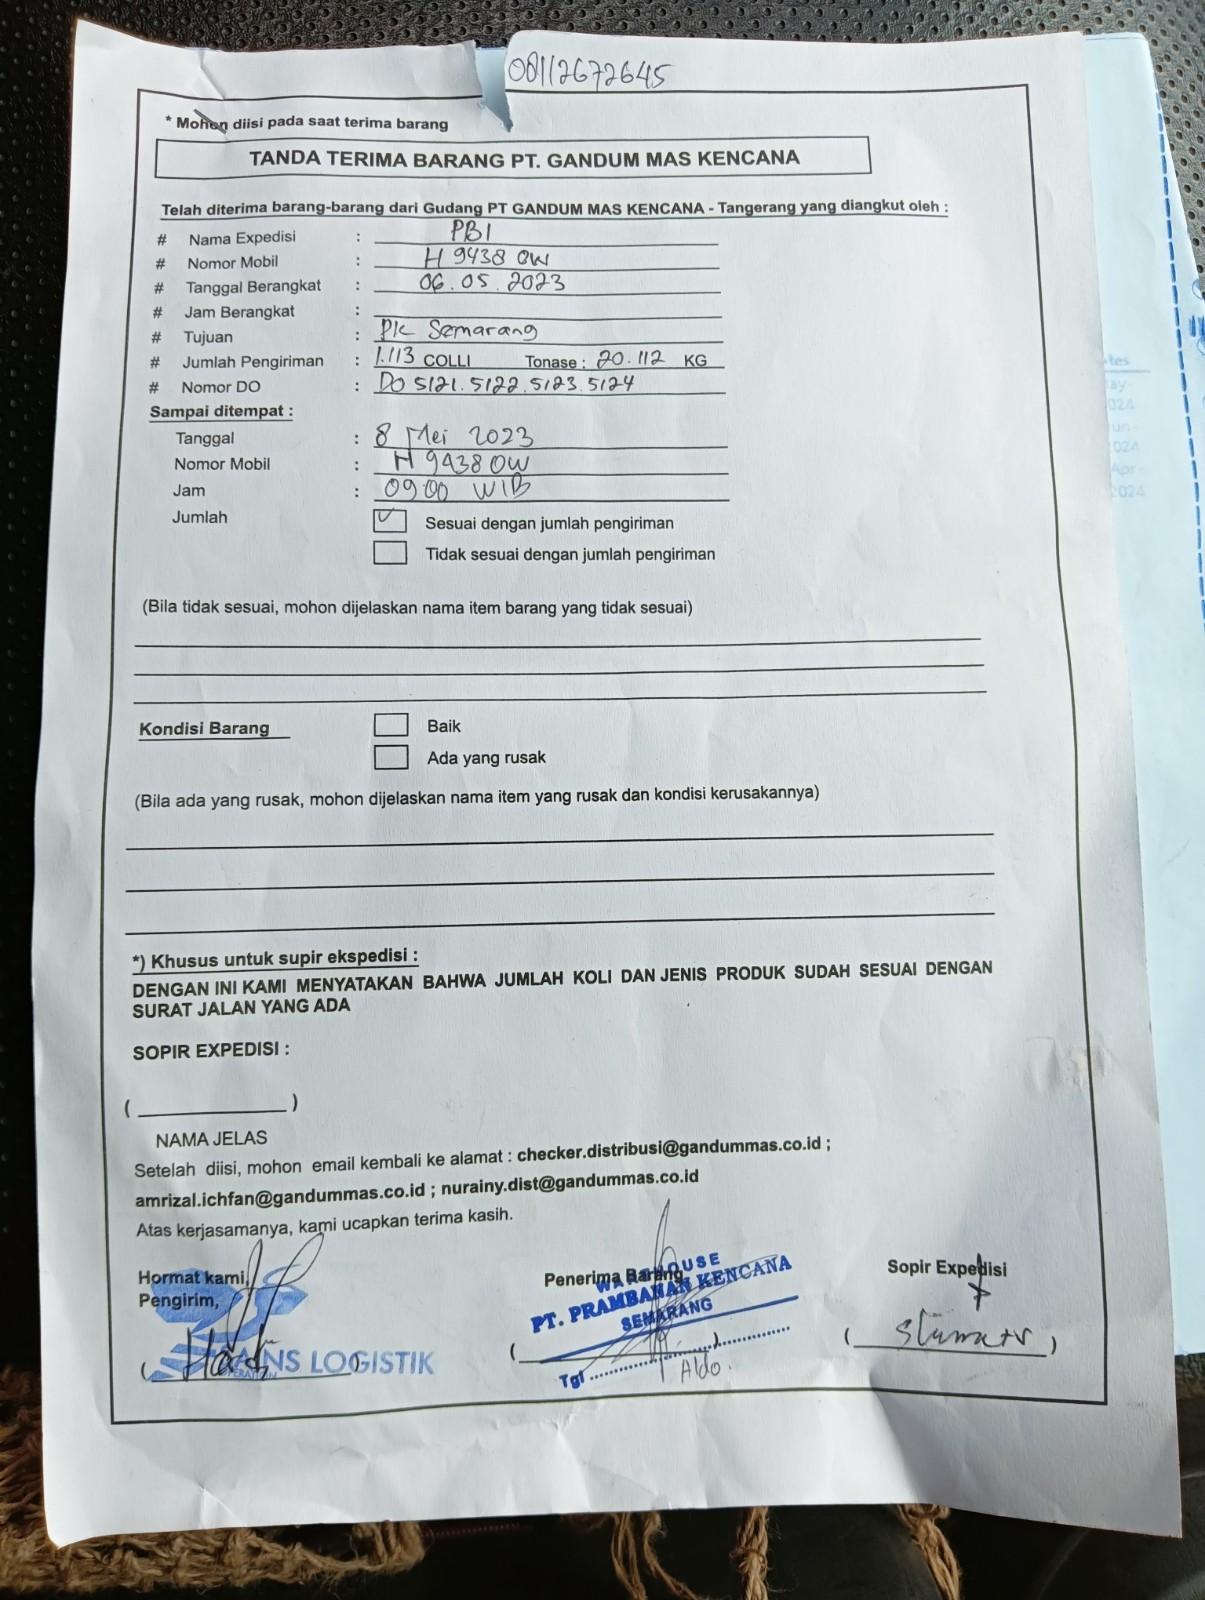 08112672645
* Mohon diisi pada saat terima barang
TANDA TERIMA BARANG PT. GANDUM MAS KENCANA
Telah diterima barang-barang dari Gudang PT GANDUM MAS KENCANA - Tangerang yang diangkut oleh :
# Nama Expedisi : PBI
# Nomor Mobil : H 9438 OW
# Tanggal Berangkat : 06.05.2023
# Jam Berangkat :
# Tujuan : PK Semarang
# Jumlah Pengiriman : 1.113 COLLI Tonase : 20.112 KG
# Nomor DO : DO 5121.5122.5123.5124
Sampai ditempat :
Tanggal : 8 Mei 2023
Nomor Mobil : H 9438 OW
Jam : 09.00 WIB
Jumlah
Sesuai dengan jumlah pengiriman
Tidak sesuai dengan jumlah pengiriman
(Bila tidak sesuai, mohon dijelaskan nama item barang yang tidak sesuai)
Kondisi Barang Baik
Ada yang rusak
(Bila ada yang rusak, mohon dijelaskan nama item yang rusak dan kondisi kerusakannya)
*) Khusus untuk supir ekspedisi :
DENGAN INI KAMI MENYATAKAN BAHWA JUMLAH KOLI DAN JENIS PRODUK SUDAH SESUAI DENGAN
SURAT JALAN YANG ADA
SOPIR EXPEDISI :
( )
NAMA JELAS
Setelah diisi, mohon email kembali ke alamat : checker.distribusi@gandummas.co.id ;
amrizal.ichfan@gandummas.co.id ; nurainy.dist@gandummas.co.id
Atas kerjasamanya, kami ucapkan terima kasih.
Hormat kami, Penerima Barang, Sopir Expedisi
Pengirim,
WAREHOUSE
PT. PRAMBANAN KENCANA
SEMARANG
Tgl
Aldo.
LOGISTIK